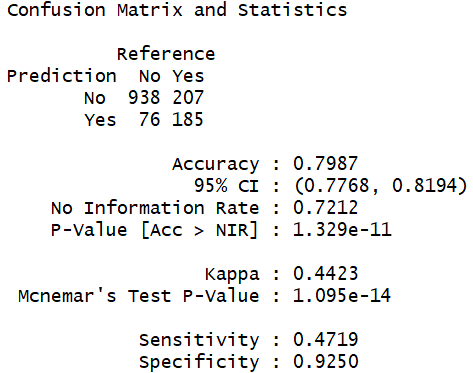 Confusion Matrix and Statistics
Reference
Prediction No Yes
No 938 207
Yes 76 185
Accuracy : 0.7987
95% CI : (0.7768, 0.8194)
No Information Rate : 0.7212
P-Value [Acc > NIR] : 1.329e-11
Kappa : 0.4423
Mcnemar's Test P-Value : 1.095e-14
Sensitivity : 0.4719
Specificity : 0.9250